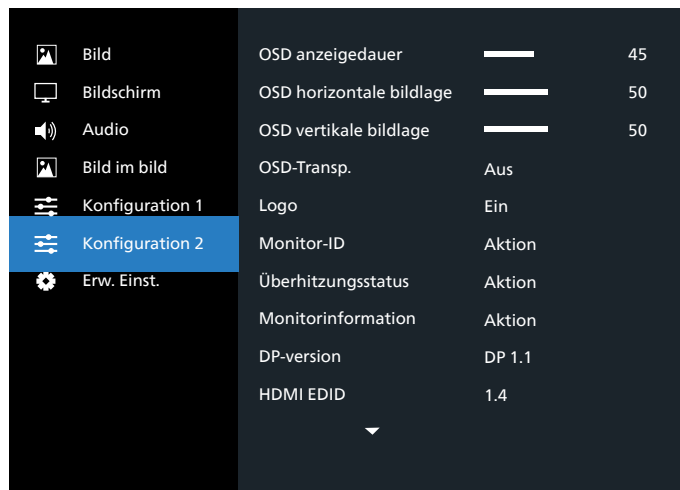 Bild
Bildschirm
Audio
Bild im bild
Konfiguration 1
Konfiguration 2
Erw. Einst.
OSD anzeigedauer 45
OSD horizontale bildlage 50
OSD vertikale bildlage 50
OSD-Transp. Aus
Logo Ein
Monitor-ID Aktion
Überhitzungsstatus Aktion
Monitorinformation Aktion
DP-version DP 1.1
HDMI EDID 1.4